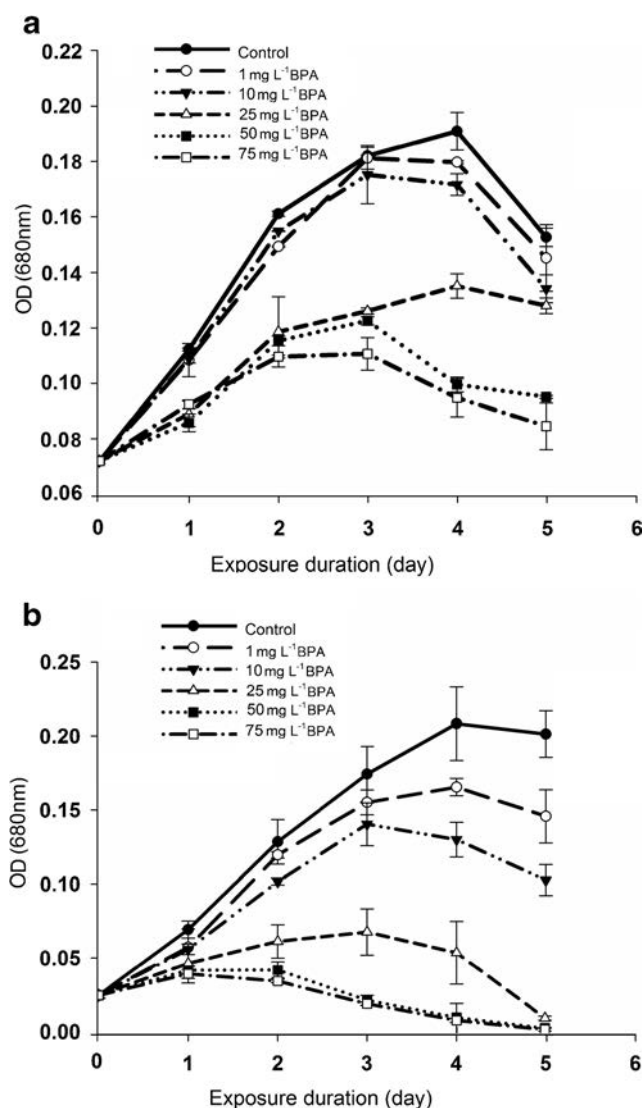 a
Control
1 mg L⁻¹BPA
10 mg L⁻¹BPA
25 mg L⁻¹BPA
50 mg L⁻¹BPA
75 mg L⁻¹BPA
OD (680nm)
0.22
0.20
0.18
0.16
0.14
0.12
0.10
0.08
0.06
0 1 2 3 4 5 6
Exposure duration (day)
b
Control
1 mg L⁻¹BPA
10 mg L⁻¹BPA
25 mg L⁻¹BPA
50 mg L⁻¹BPA
75 mg L⁻¹BPA
OD (680nm)
0.25
0.20
0.15
0.10
0.05
0.00
0 1 2 3 4 5 6
Exposure duration (day)